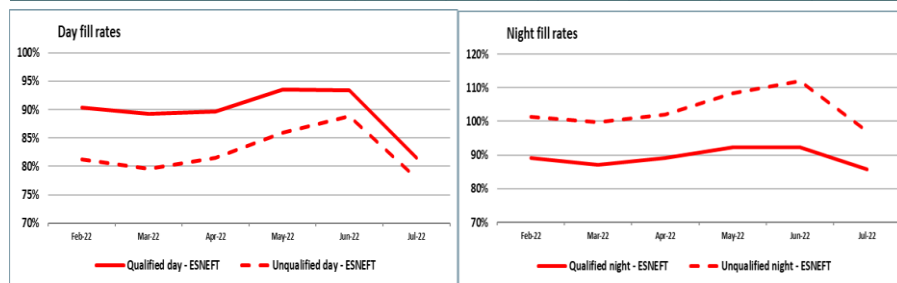 Day fill rates
100%
95%
90%
85%
80%
75%
70%
Feb-22 Mar-22 Apr-22 May-22 Jun-22 Jul-22
Qualified day - ESNEFT Unqualified day - ESNEFT
Night fill rates
120%
110%
100%
90%
80%
70%
Feb-22 Mar-22 Apr-22 May-22 Jun-22 Jul-22
Qualified night - ESNEFT Unqualified night - ESNEFT